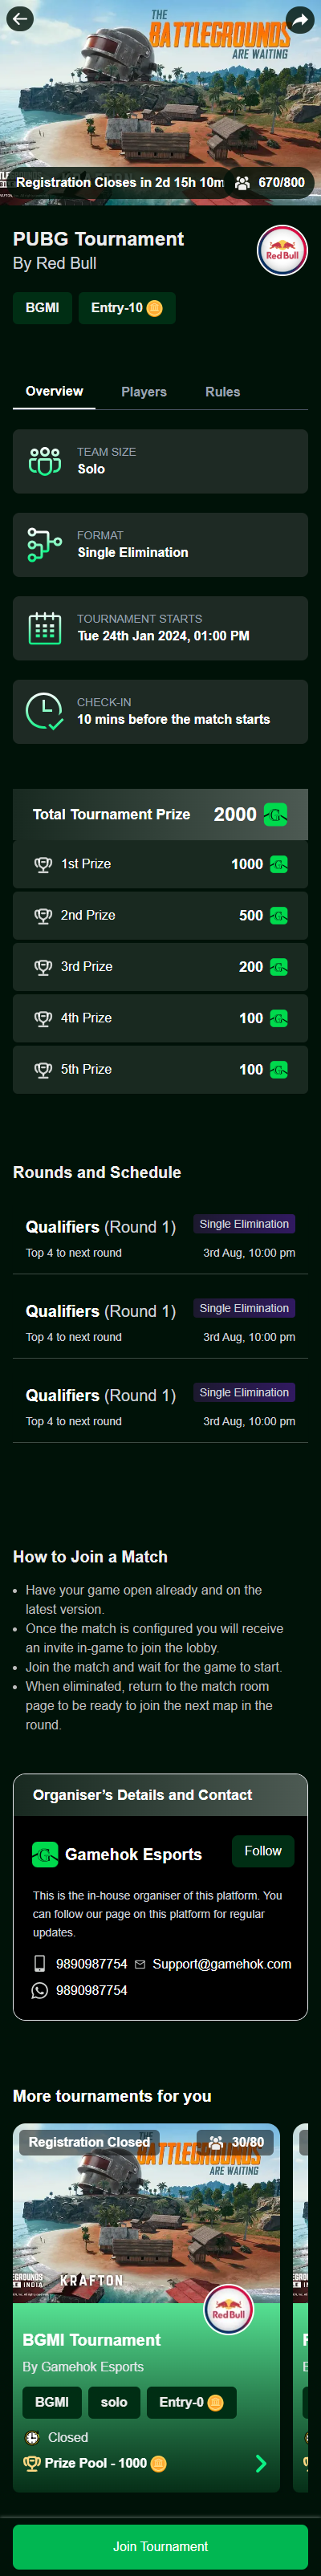 THE
BATTLEGROUNDS
ARE WAITING
Registration Closes in 2d 15h 10m
670/800
PUBG Tournament
By Red Bull
Red Bull
BGMI
Entry-10
Overview
Players
Rules
TEAM SIZE
Solo
FORMAT
Single Elimination
TOURNAMENT STARTS
Tue 24th Jan 2024, 01:00 PM
CHECK-IN
10 mins before the match starts
Total Tournament Prize 2000
1st Prize 1000
2nd Prize 500
3rd Prize 200
4th Prize 100
5th Prize 100
Rounds and Schedule
Qualifiers (Round 1) Single Elimination
Top 4 to next round 3rd Aug, 10:00 pm
Qualifiers (Round 1) Single Elimination
Top 4 to next round 3rd Aug, 10:00 pm
Qualifiers (Round 1) Single Elimination
Top 4 to next round 3rd Aug, 10:00 pm
How to Join a Match
• Have your game open already and on the
latest version.
• Once the match is configured you will receive
an invite in-game to join the lobby.
• Join the match and wait for the game to start.
• When eliminated, return to the match room
page to be ready to join the next map in the
round.
Organiser's Details and Contact
Gamehok Esports
Follow
This is the in-house organiser of this platform. You
can follow our page on this platform for regular
updates.
9890987754 Support@gamehok.com
9890987754
More tournaments for you
Registration Closed
30/80
ARE WAITING
KRAFTON
Red Bull
BGMI Tournament
By Gamehok Esports
BGMI
solo
Entry-0
Closed
Prize Pool - 1000
Join Tournament